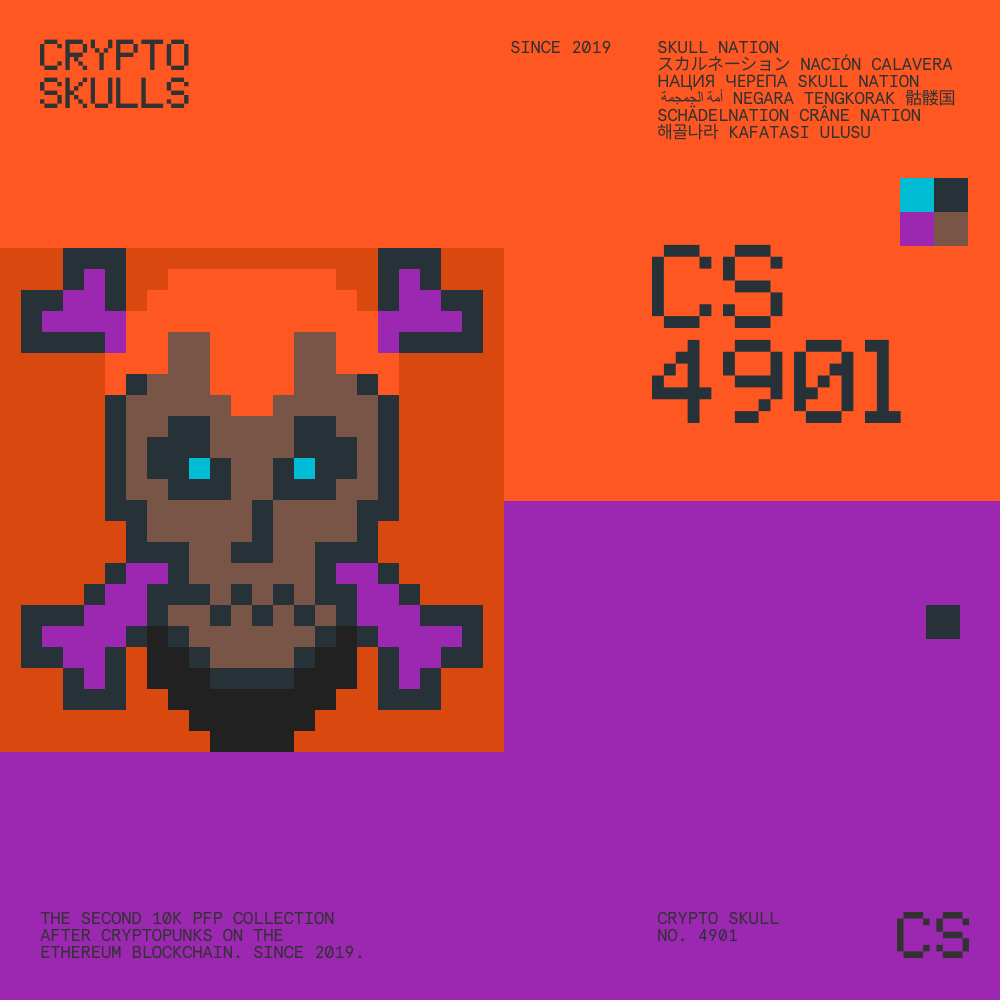 CRYPTO
SKULLS
SINCE 2019
SKULL NATION
スカルネーション NACIÓN CALAVERA
НАЦИЯ ЧЕРЕПА SKULL NATION
أمة الجمجمة NEGARA TENGKORAK 骷髅国
SCHÄDELNATION CRÂNE NATION
해골나라 KAFATASI ULUSU
CS
4901
THE SECOND 10K PFP COLLECTION
AFTER CRYPTOPUNKS ON THE
ETHEREUM BLOCKCHAIN. SINCE 2019.
CRYPTO SKULL
NO. 4901
CS